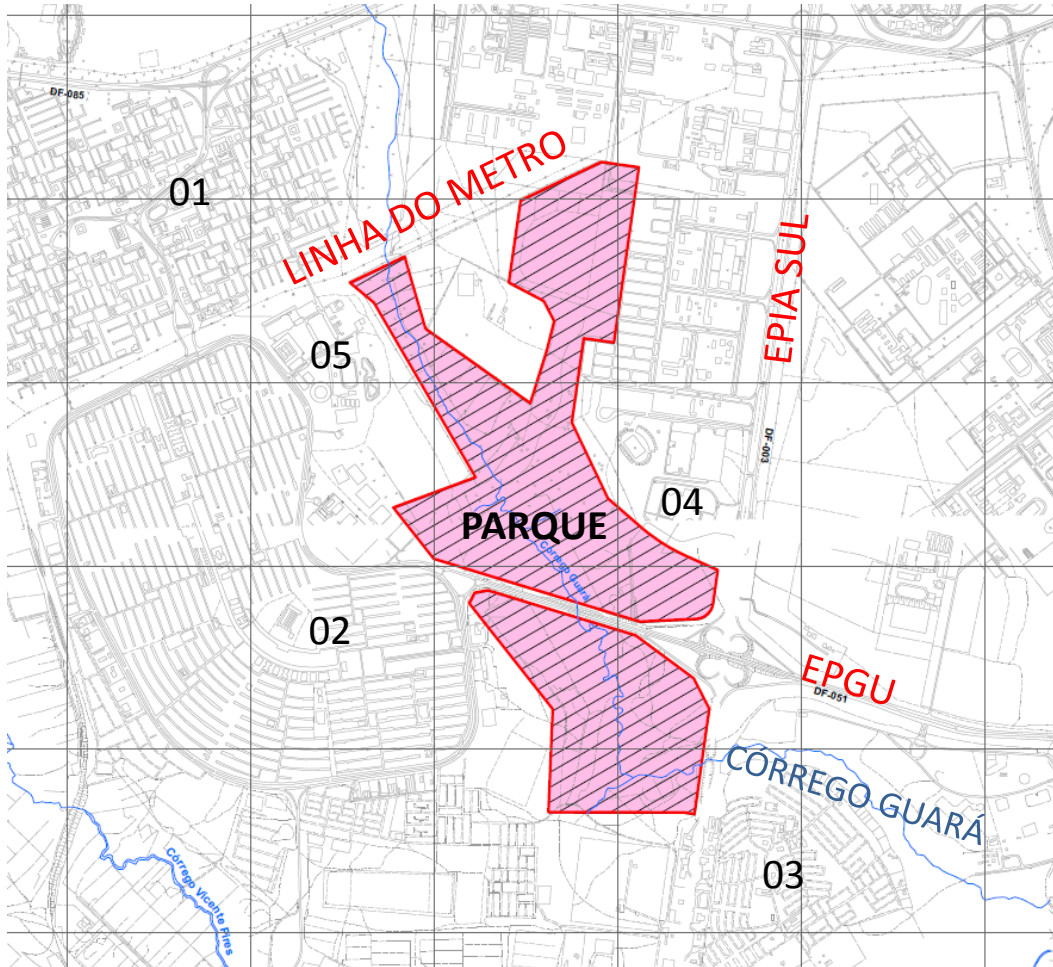 DF-085
LINHA DO METRO
01
EPIA SUL
05
DF-003
04
PARQUE
Córrego Guará
02
EPGU
DF-051
CÓRREGO GUARÁ
03
Córrego Vicente Pires